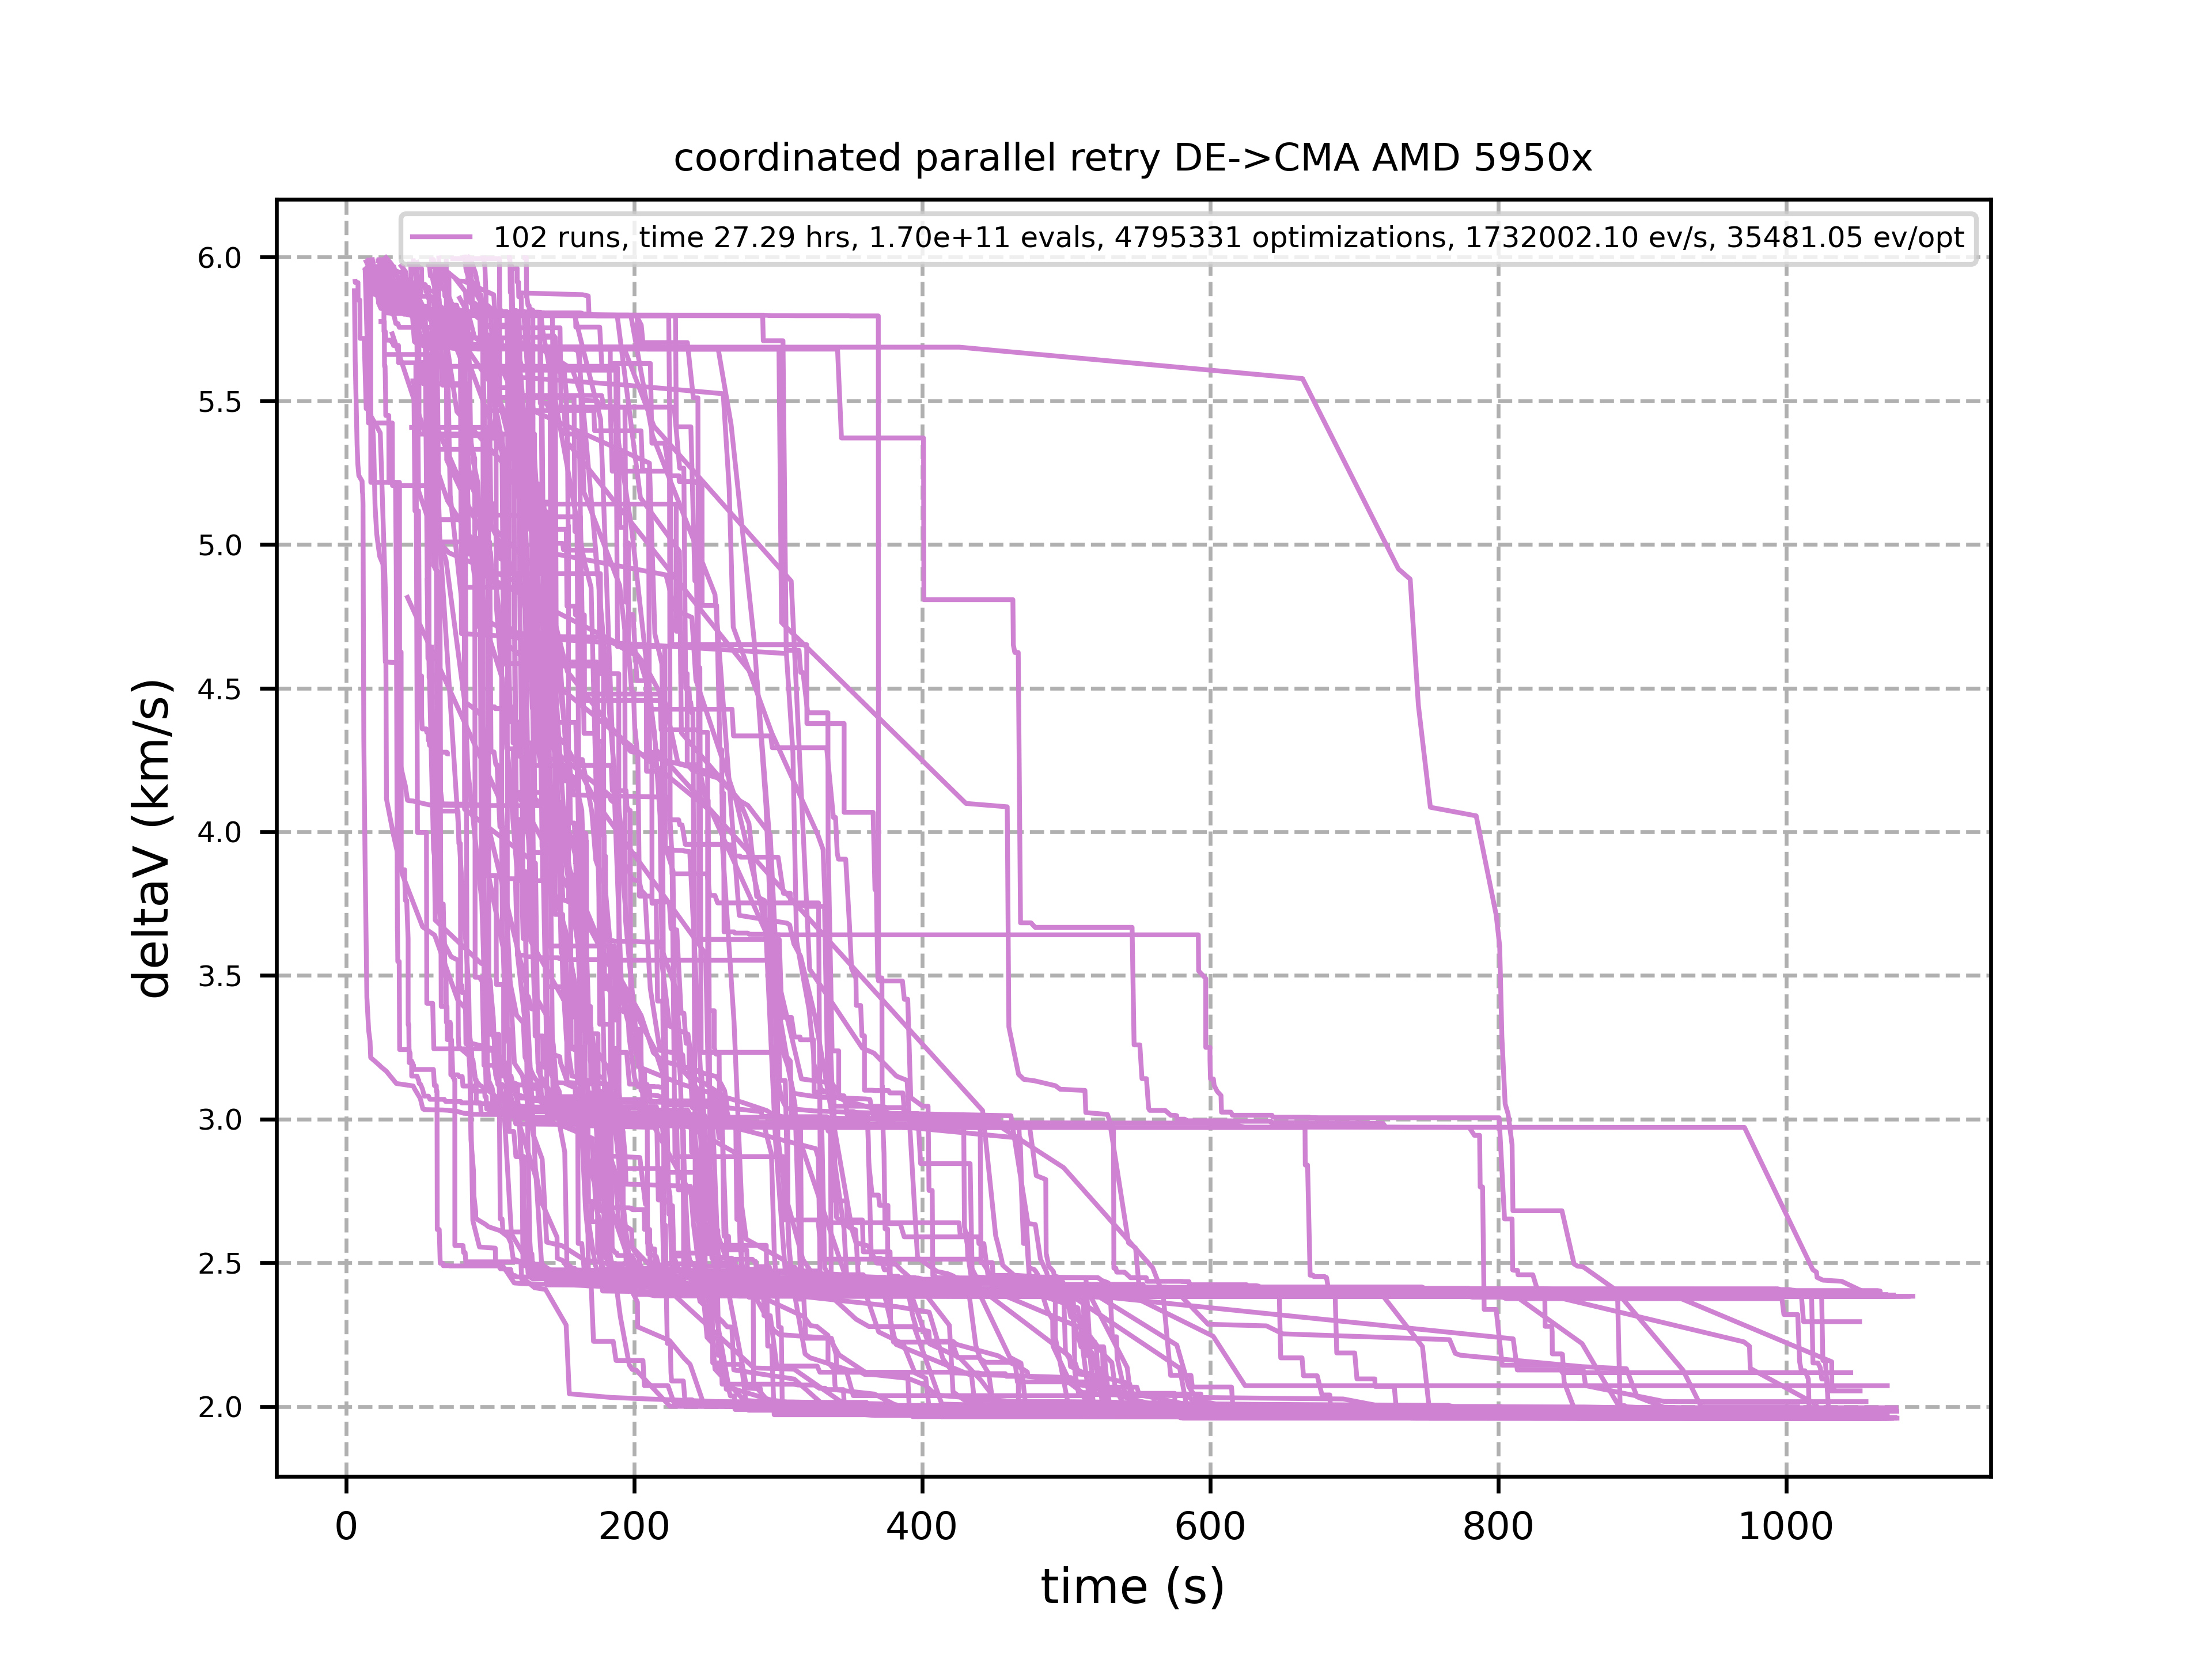 coordinated parallel retry DE->CMA AMD 5950x
102 runs, time 27.29 hrs, 1.70e+11 evals, 4795331 optimizations, 1732002.10 ev/s, 35481.05 ev/opt
6.0
5.5
5.0
4.5
4.0
3.5
3.0
2.5
2.0
deltaV (km/s)
0 200 400 600 800 1000
time (s)